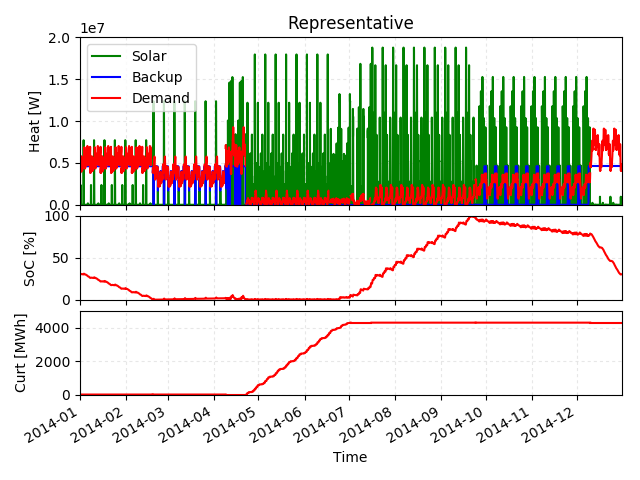 Representative
1e7
2.0
1.5
1.0
0.5
0.0
Heat [W]
Solar
Backup
Demand
100
50
0
SoC [%]
4000
2000
0
Curt [MWh]
2014-01
2014-02
2014-03
2014-04
2014-05
2014-06
2014-07
2014-08
2014-09
2014-10
2014-11
2014-12
Time